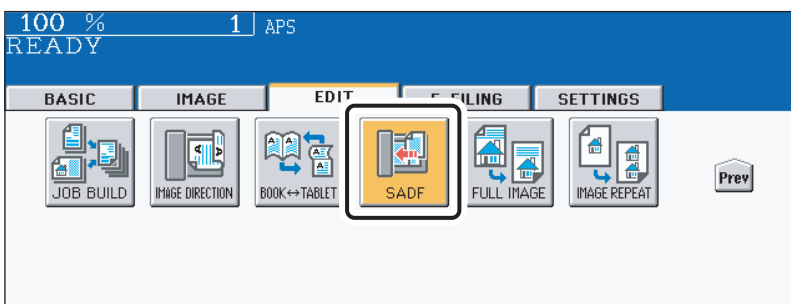 100 % 1 APS
READY
BASIC IMAGE EDIT E-FILING SETTINGS
JOB BUILD IMAGE DIRECTION BOOK↔TABLET SADF FULL IMAGE IMAGE REPEAT Prev